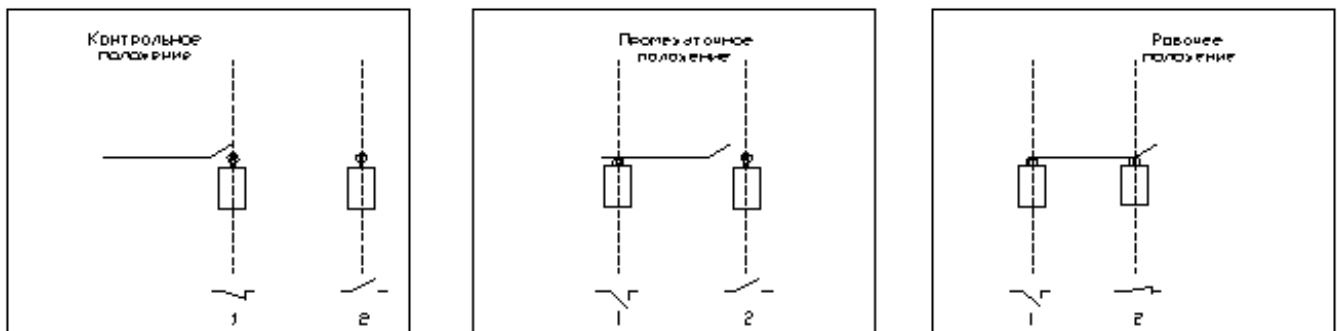 Контрольное
положение
1 2
Промежуточное
положение
1 2
Рабочее
положение
1 2